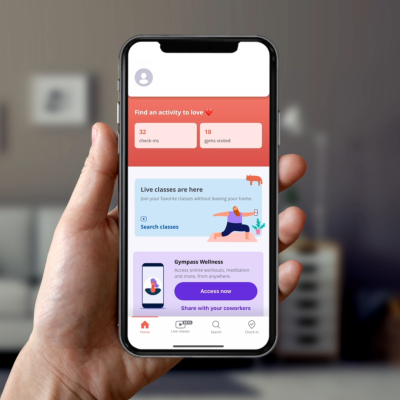 Find an activity to love
32
check-ins
18
gyms visited
Live classes are here
Join your favorite classes without leaving your home.
Search classes
Gympass Wellness
Access online workouts, meditation
and more, from anywhere.
Access now
Share with your coworkers
BETA
Home
Live classes
Search
Check-in